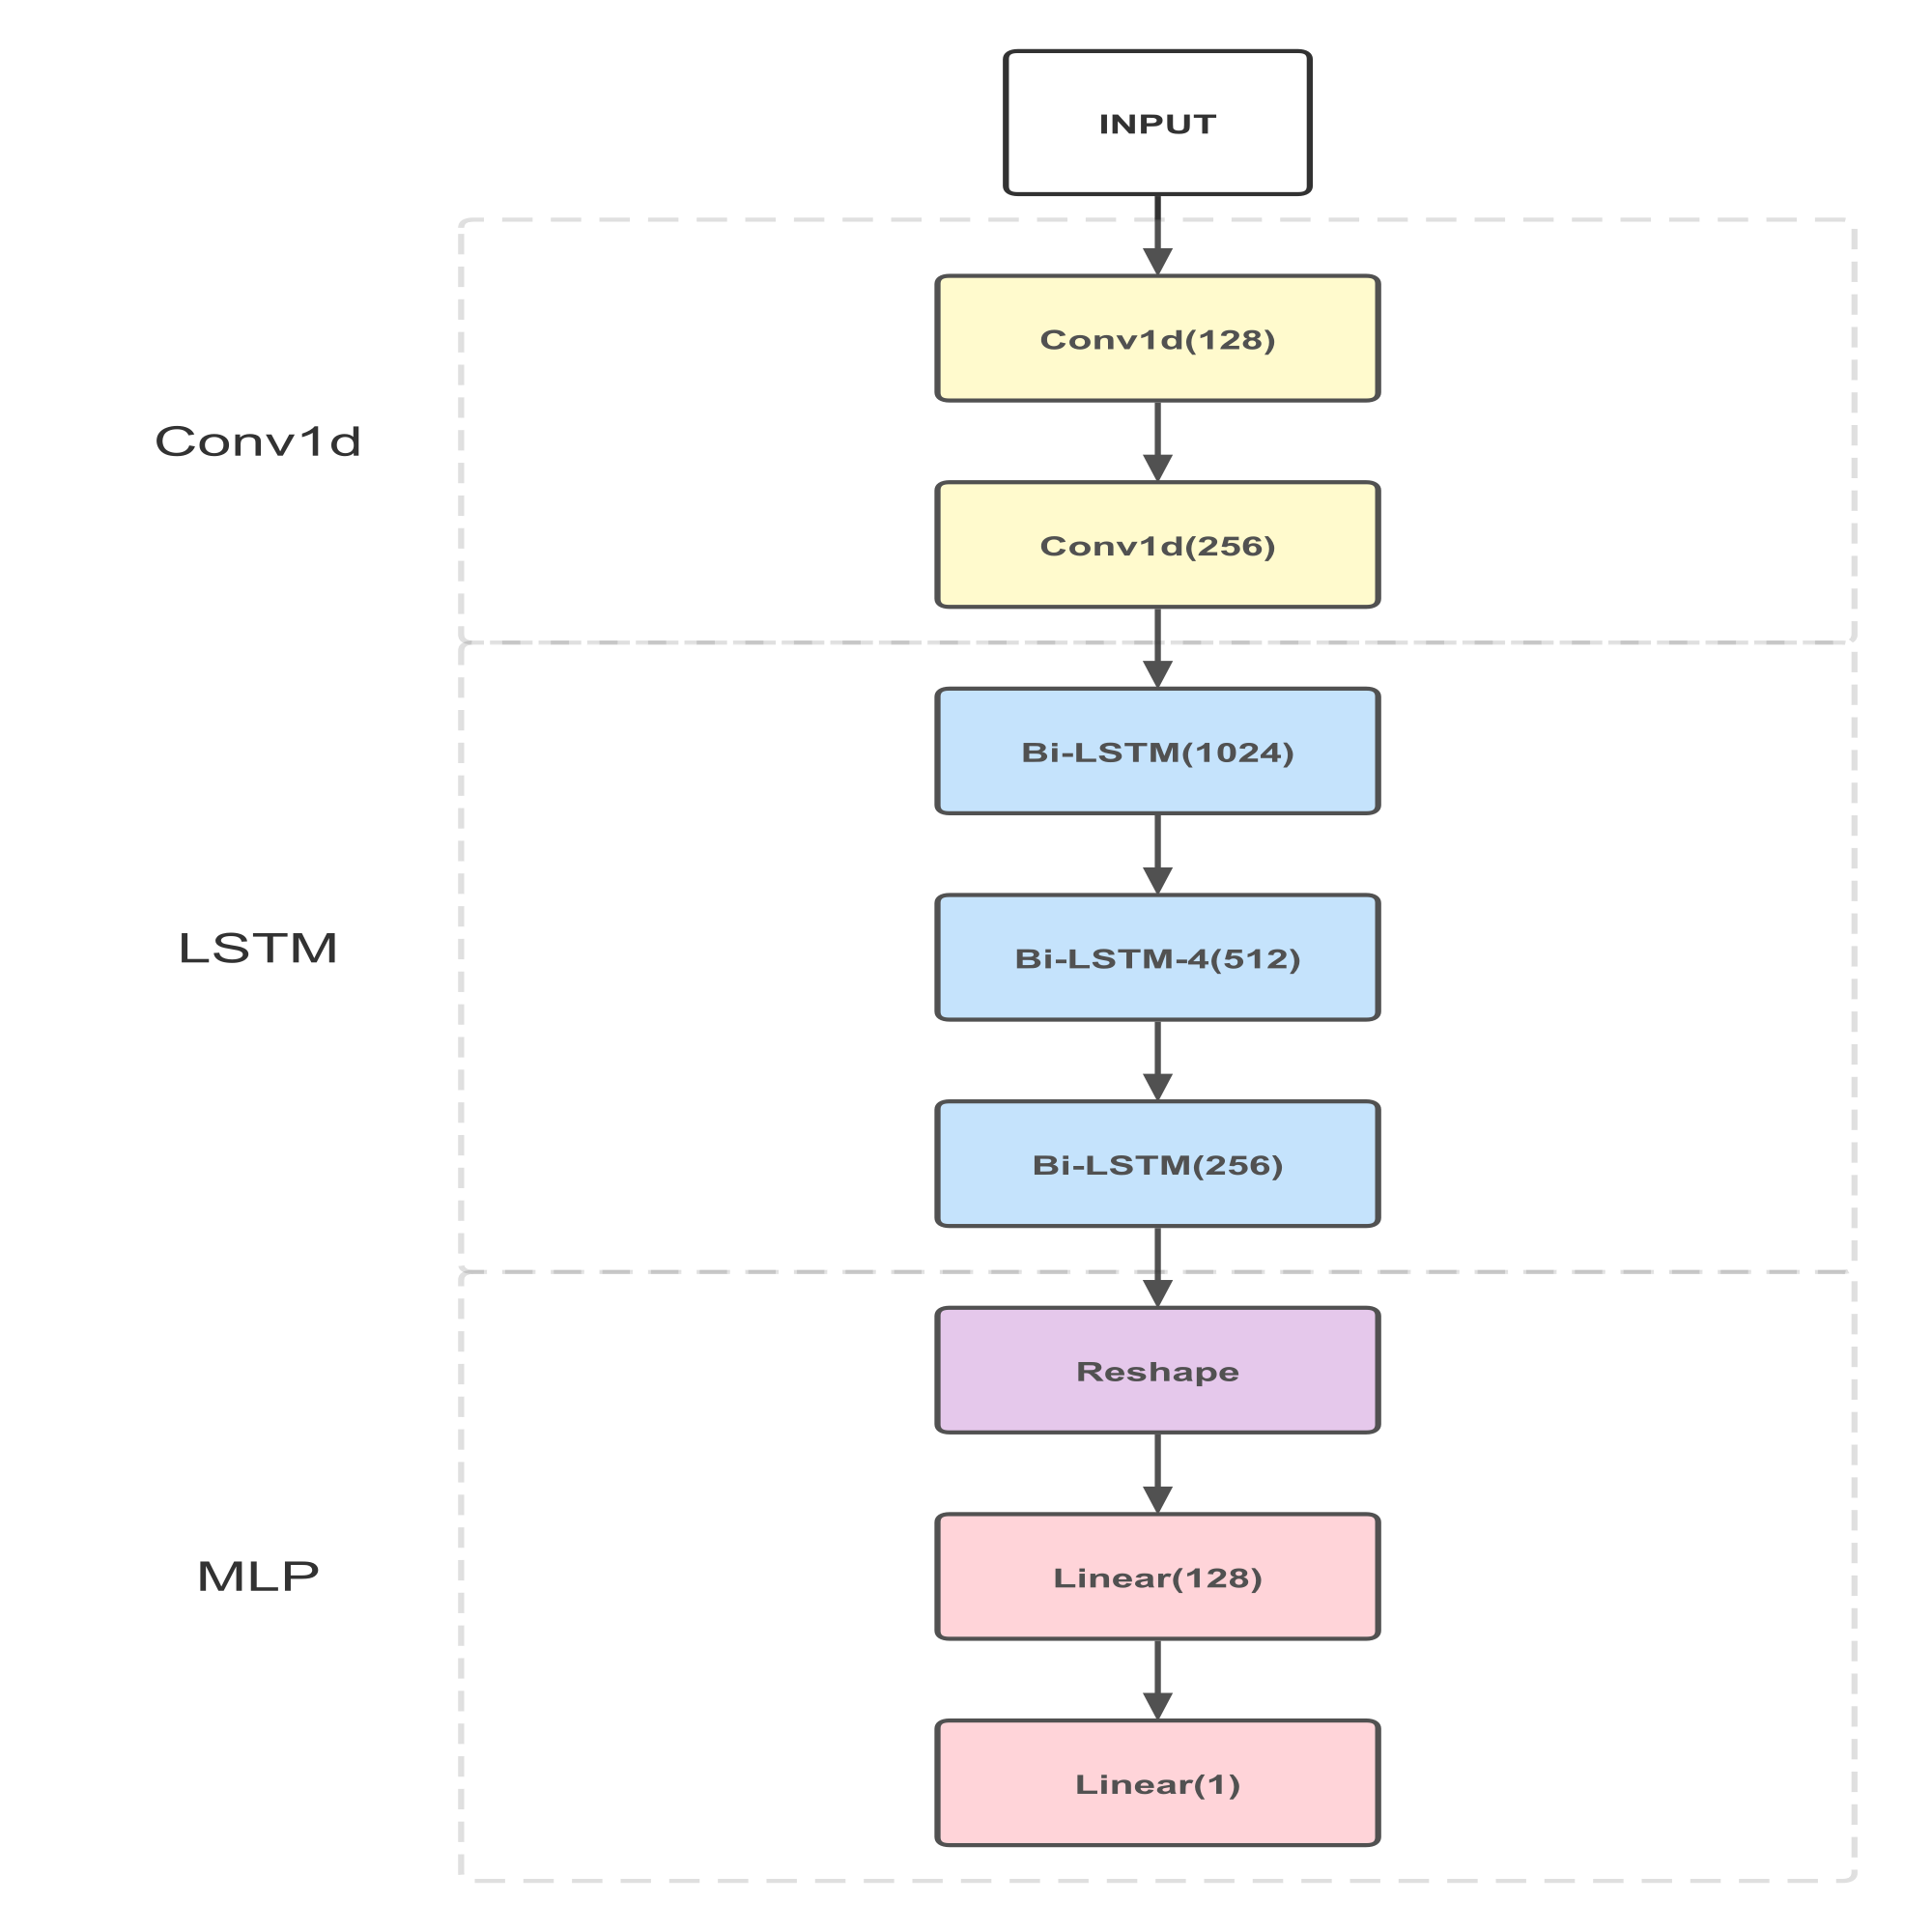 INPUT
Conv1d
Conv1d(128)
Conv1d(256)
LSTM
Bi-LSTM(1024)
Bi-LSTM-4(512)
Bi-LSTM(256)
MLP
Reshape
Linear(128)
Linear(1)